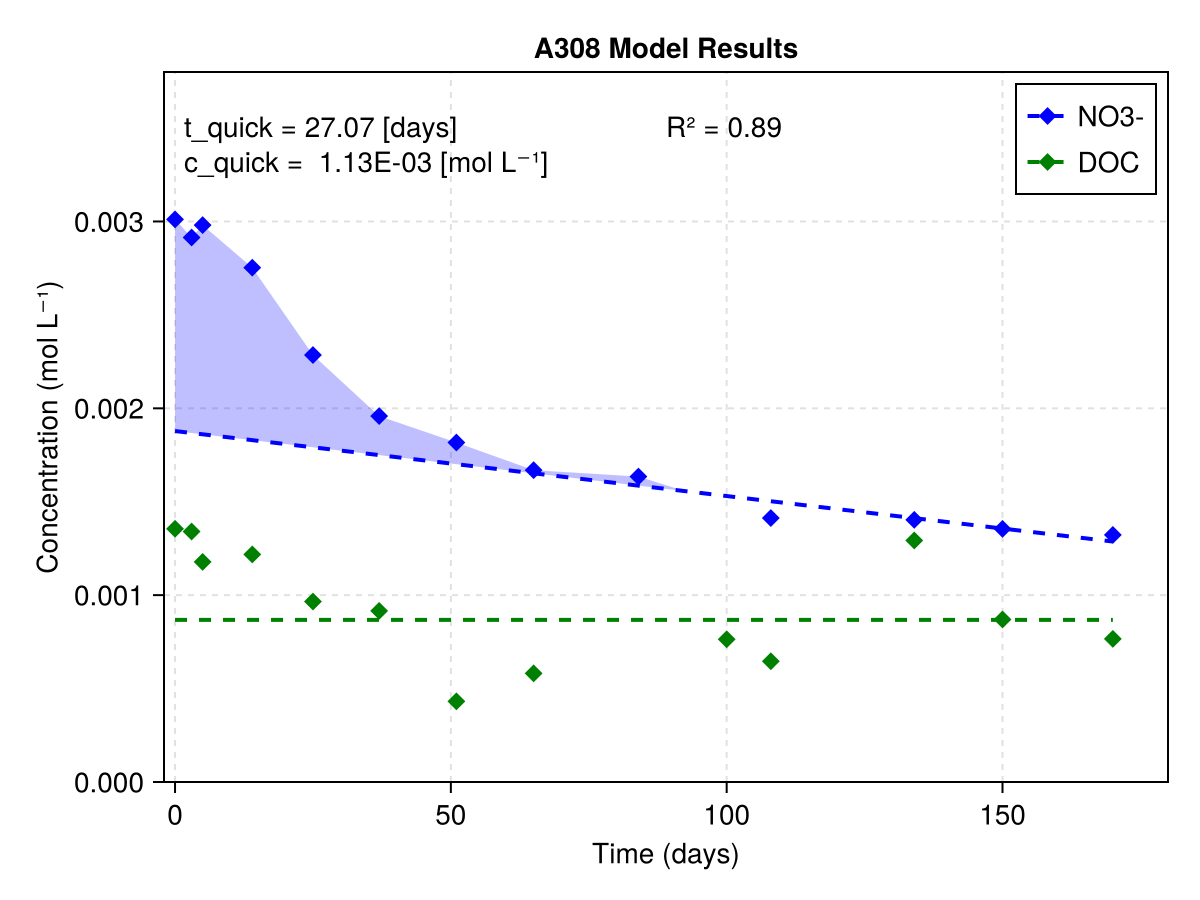 A308 Model Results
t_quick = 27.07 [days]
c_quick =  1.13E-03 [mol L⁻¹]
R² = 0.89
NO3-
DOC
Concentration (mol L⁻¹)
0.003
0.002
0.001
0.000
0
50
100
150
Time (days)